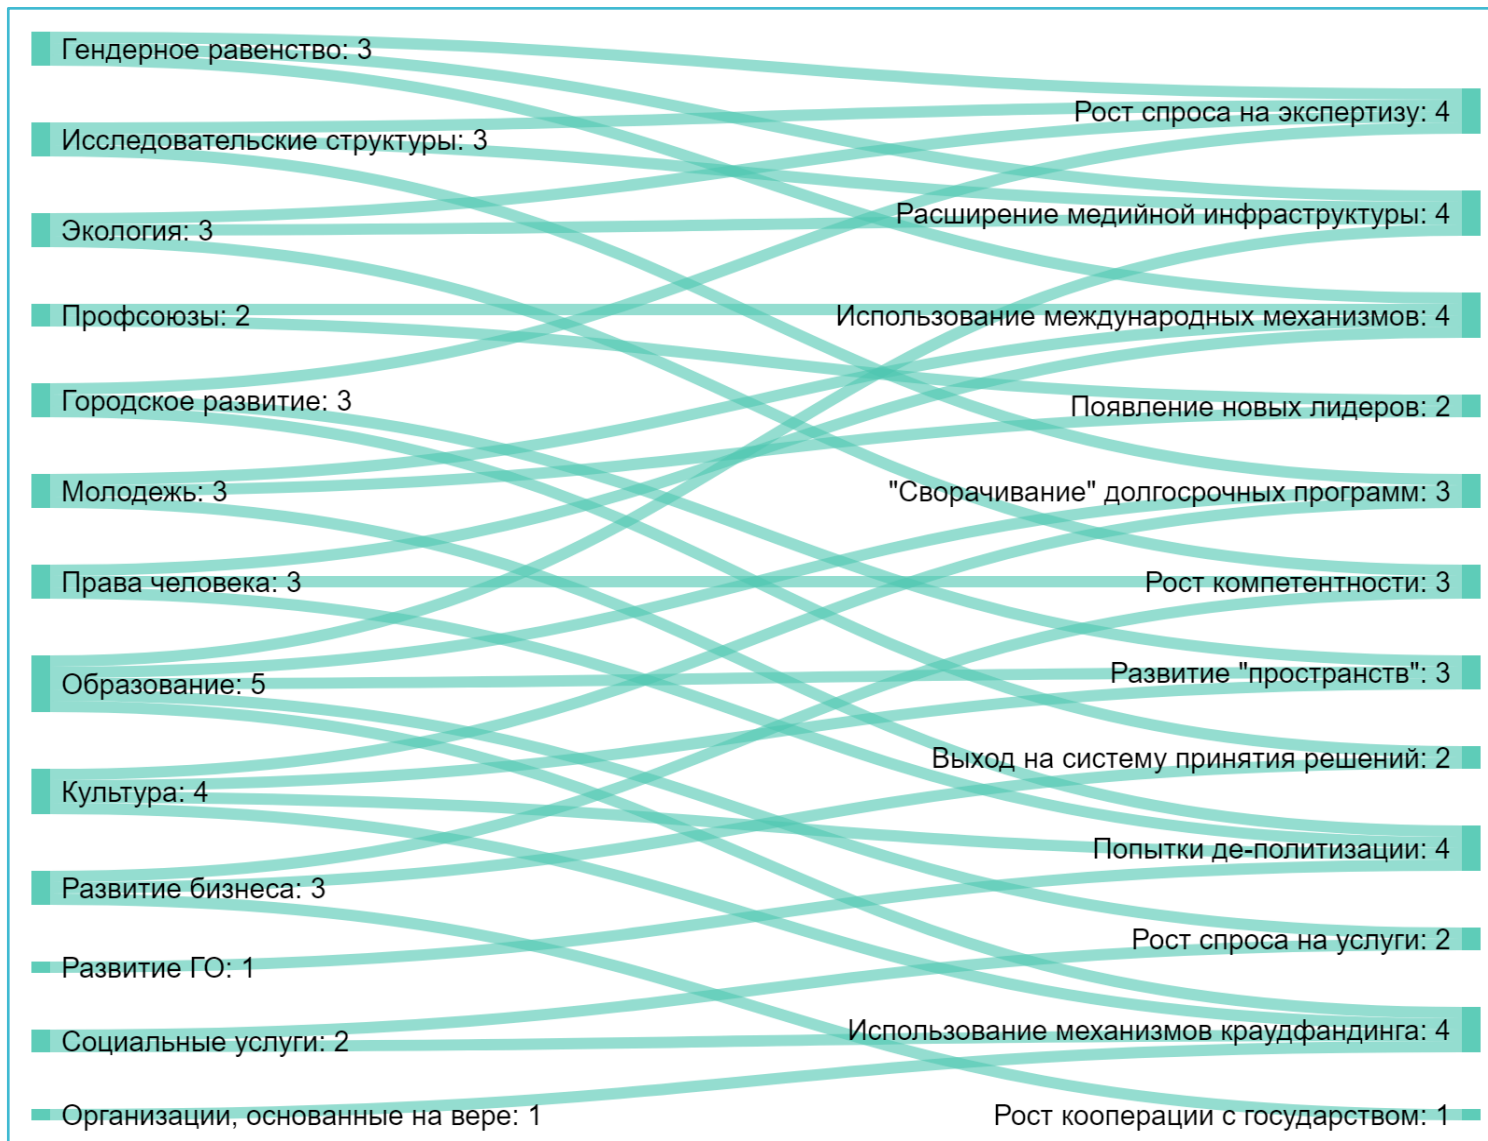 Гендерное равенство: 3
Исследовательские структуры: 3
Экология: 3
Профсоюзы: 2
Городское развитие: 3
Молодежь: 3
Права человека: 3
Образование: 5
Культура: 4
Развитие бизнеса: 3
Развитие ГО: 1
Социальные услуги: 2
Организации, основанные на вере: 1
Рост спроса на экспертизу: 4
Расширение медийной инфраструктуры: 4
Использование международных механизмов: 4
Появление новых лидеров: 2
"Сворачивание" долгосрочных программ: 3
Рост компетентности: 3
Развитие "пространств": 3
Выход на систему принятия решений: 2
Попытки де-политизации: 4
Рост спроса на услуги: 2
Использование механизмов краудфандинга: 4
Рост кооперации с государством: 1